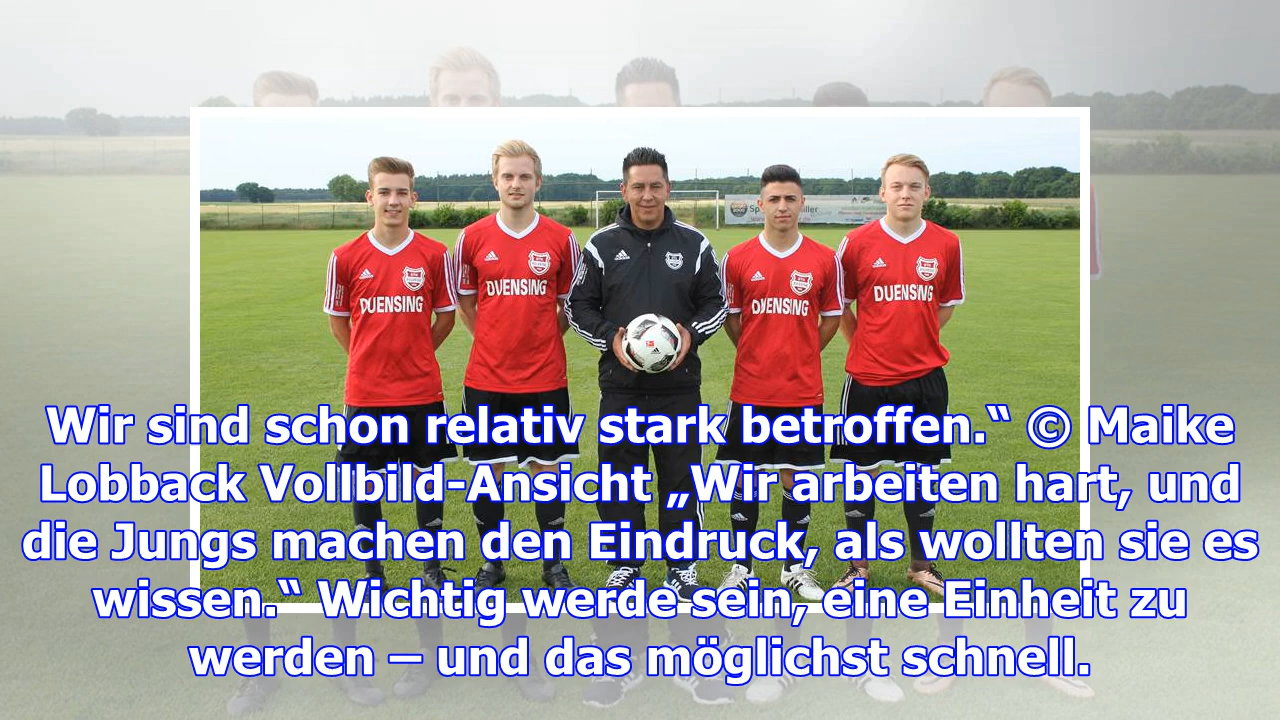 Sp
iller
DUENSING
DUENSING
DUENSING
DUENSING
Wir sind schon relativ stark betroffen.“ © Maike
Lobback Vollbild-Ansicht „Wir arbeiten hart, und
die Jungs machen den Eindruck, als wollten sie es
wissen.“ Wichtig werde sein, eine Einheit zu
werden – und das möglichst schnell.